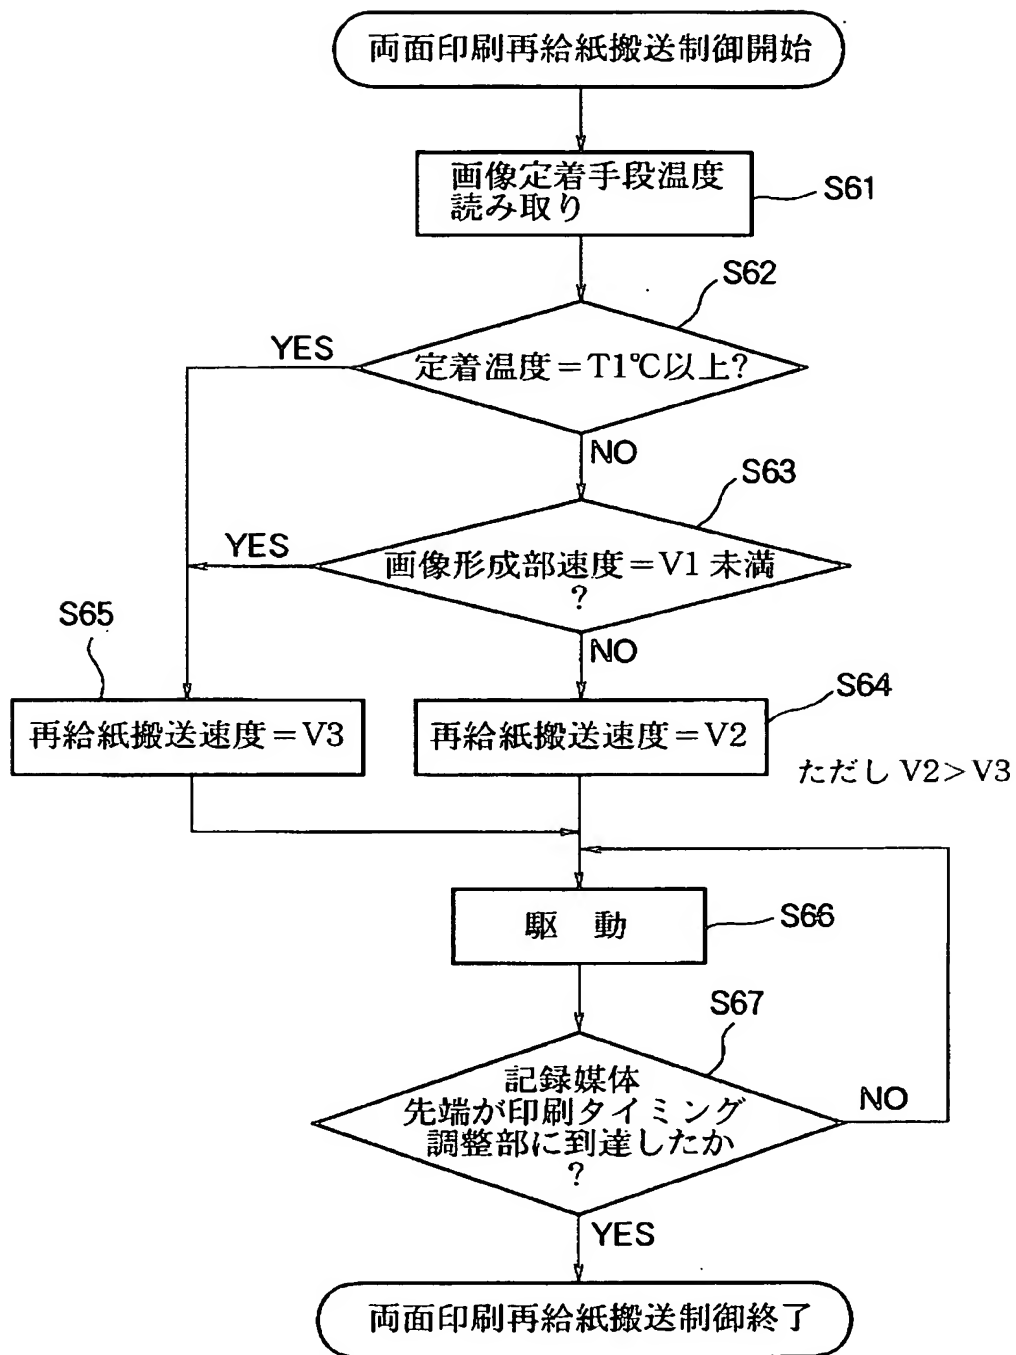 両面印刷再給紙搬送制御開始
画像定着手段温度
読み取り
S61
S62
YES
定着温度=T1℃以上?
NO
S63
YES
画像形成部速度=V1 未満
?
S65
NO
S64
再給紙搬送速度=V3
再給紙搬送速度=V2
ただし V2>V3
駆 動
S66
S67
記録媒体
先端が印刷タイミング
調整部に到達したか
?
NO
YES
両面印刷再給紙搬送制御終了